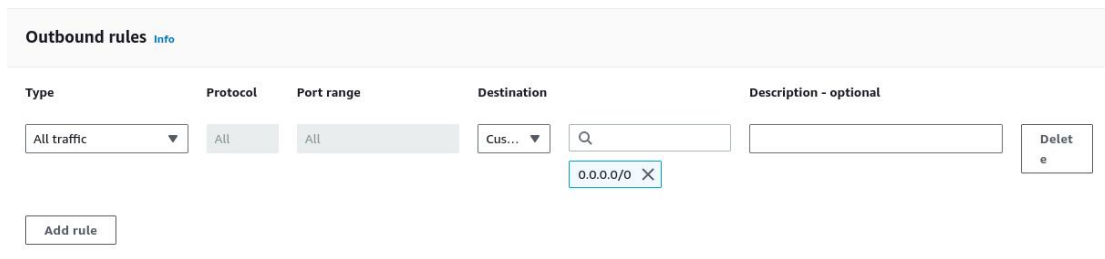 Outbound rules Info
Type Protocol Port range Destination Description - optional
All traffic All All Cus... Delet
e
0.0.0.0/0
Add rule